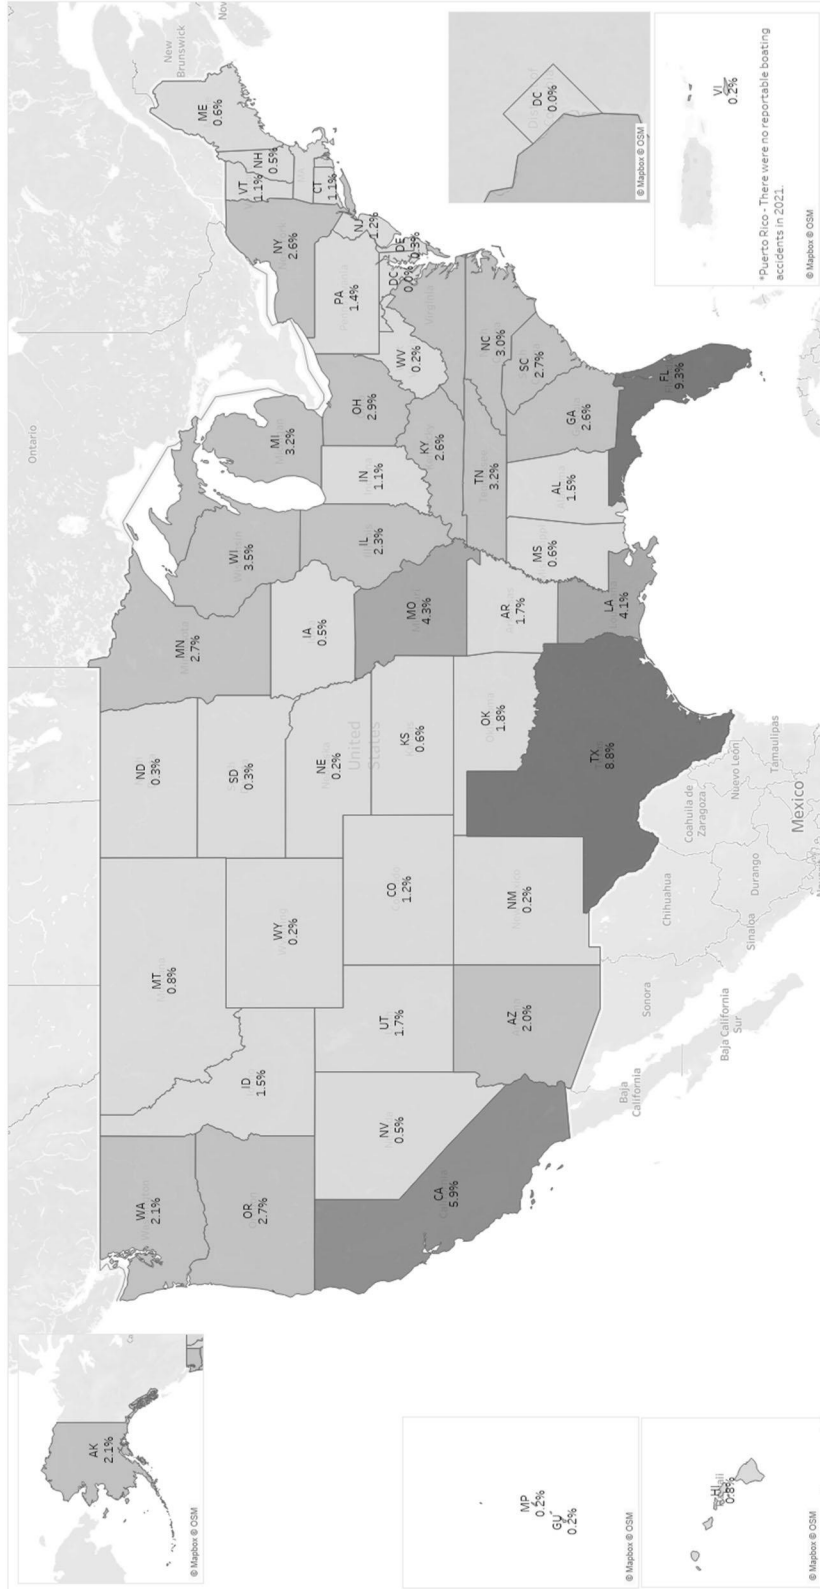 AK
2.1%
© Mapbox © OSM
WA
2.1%
OR
2.7%
CA
5.9%
NV
0.5%
ID
1.5%
MT
0.8%
WY
0.2%
UT
1.7%
AZ
2.0%
CO
1.2%
NM
0.2%
ND
0.3%
SD
0.3%
NE
0.2%
KS
0.6%
United
States
OK
1.8%
TX
8.8%
MN
2.7%
IA
0.5%
MO
4.3%
AR
1.7%
LA
4.1%
WI
3.5%
IL
2.3%
MS
0.6%
MI
3.2%
IN
1.1%
KY
2.6%
TN
3.2%
AL
1.5%
OH
2.9%
WV
0.2%
GA
2.6%
FL
9.3%
SC
2.7%
NC
3.0%
Virginia
PA
1.4%
NY
2.6%
DC
0.0%
DE
0.3%
NJ
1.2%
CT
1.1%
MA
VT
1.1%
NH
0.5%
ME
0.6%
Ontario
New
Brunswick
Nov
Baja
California
Baja California
Sur
Sonora
Chihuahua
Sinaloa
Durango
Coahuila de
Zaragoza
Nuevo León
Tamaulipas
Mexico
MP
0.2%
GU
0.2%
© Mapbox © OSM
HI
0.8%
© Mapbox © OSM
DC
0.0%
© Mapbox © OSM
VI
0.2%
*Puerto Rico - There were no reportable boating
accidents in 2021.
© Mapbox © OSM